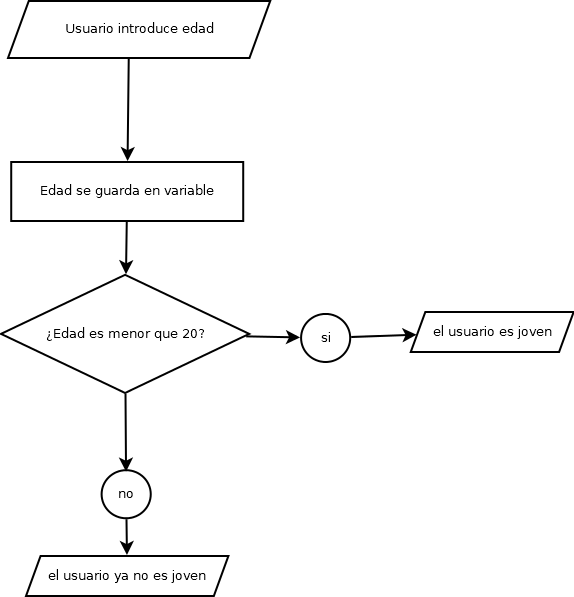 Usuario introduce edad
Edad se guarda en variable
¿Edad es menor que 20?
si
el usuario es joven
no
el usuario ya no es joven